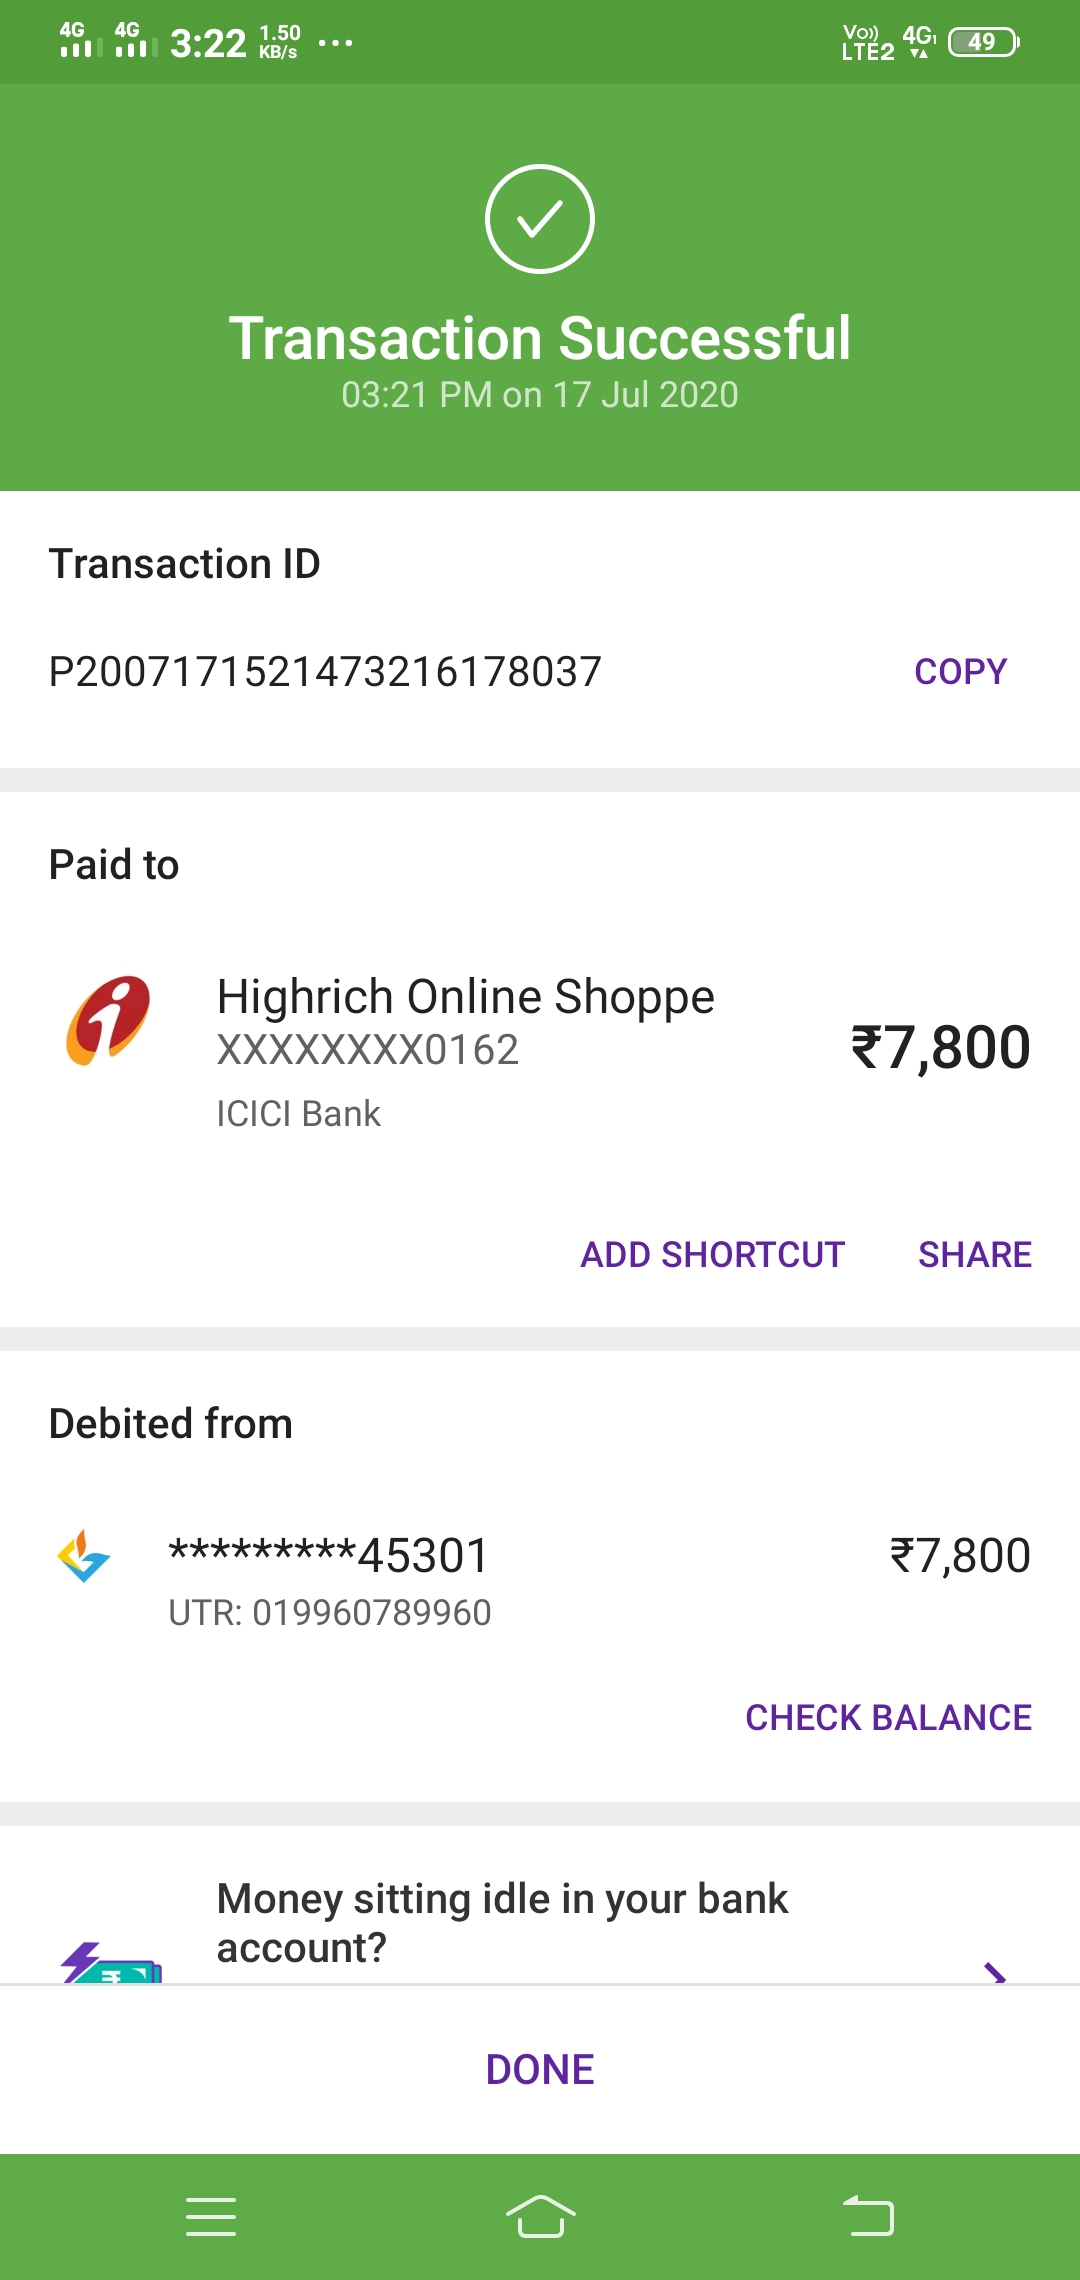 4G 4G 3:22 1.50 KB/s ... Vo)) LTE2 4G1 49
Transaction Successful
03:21 PM on 17 Jul 2020
Transaction ID
P2007171521473216178037 COPY
Paid to
Highrich Online Shoppe
XXXXXXXX0162 ₹7,800
ICICI Bank
ADD SHORTCUT SHARE
Debited from
*********45301 ₹7,800
UTR: 019960789960
CHECK BALANCE
Money sitting idle in your bank
account?
DONE